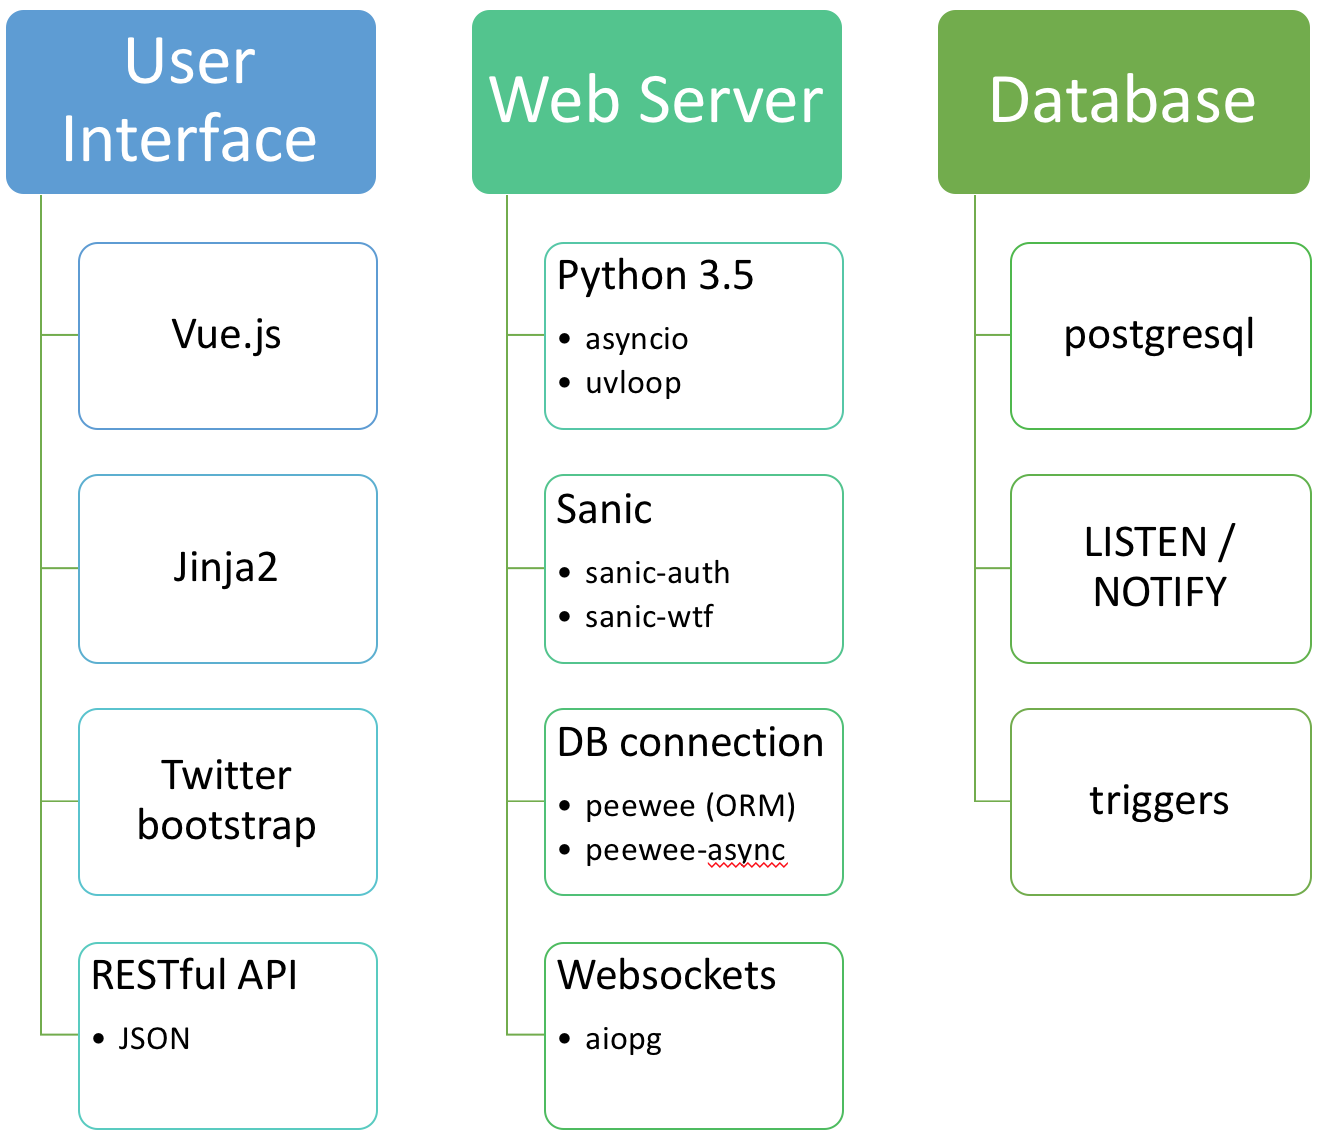 User
Interface
Vue.js
Jinja2
Twitter
bootstrap
RESTful API
• JSON
Web Server
Python 3.5
• asyncio
• uvloop
Sanic
• sanic-auth
• sanic-wtf
DB connection
• peewee (ORM)
• peewee-async
Websockets
• aiopg
Database
postgresql
LISTEN /
NOTIFY
triggers